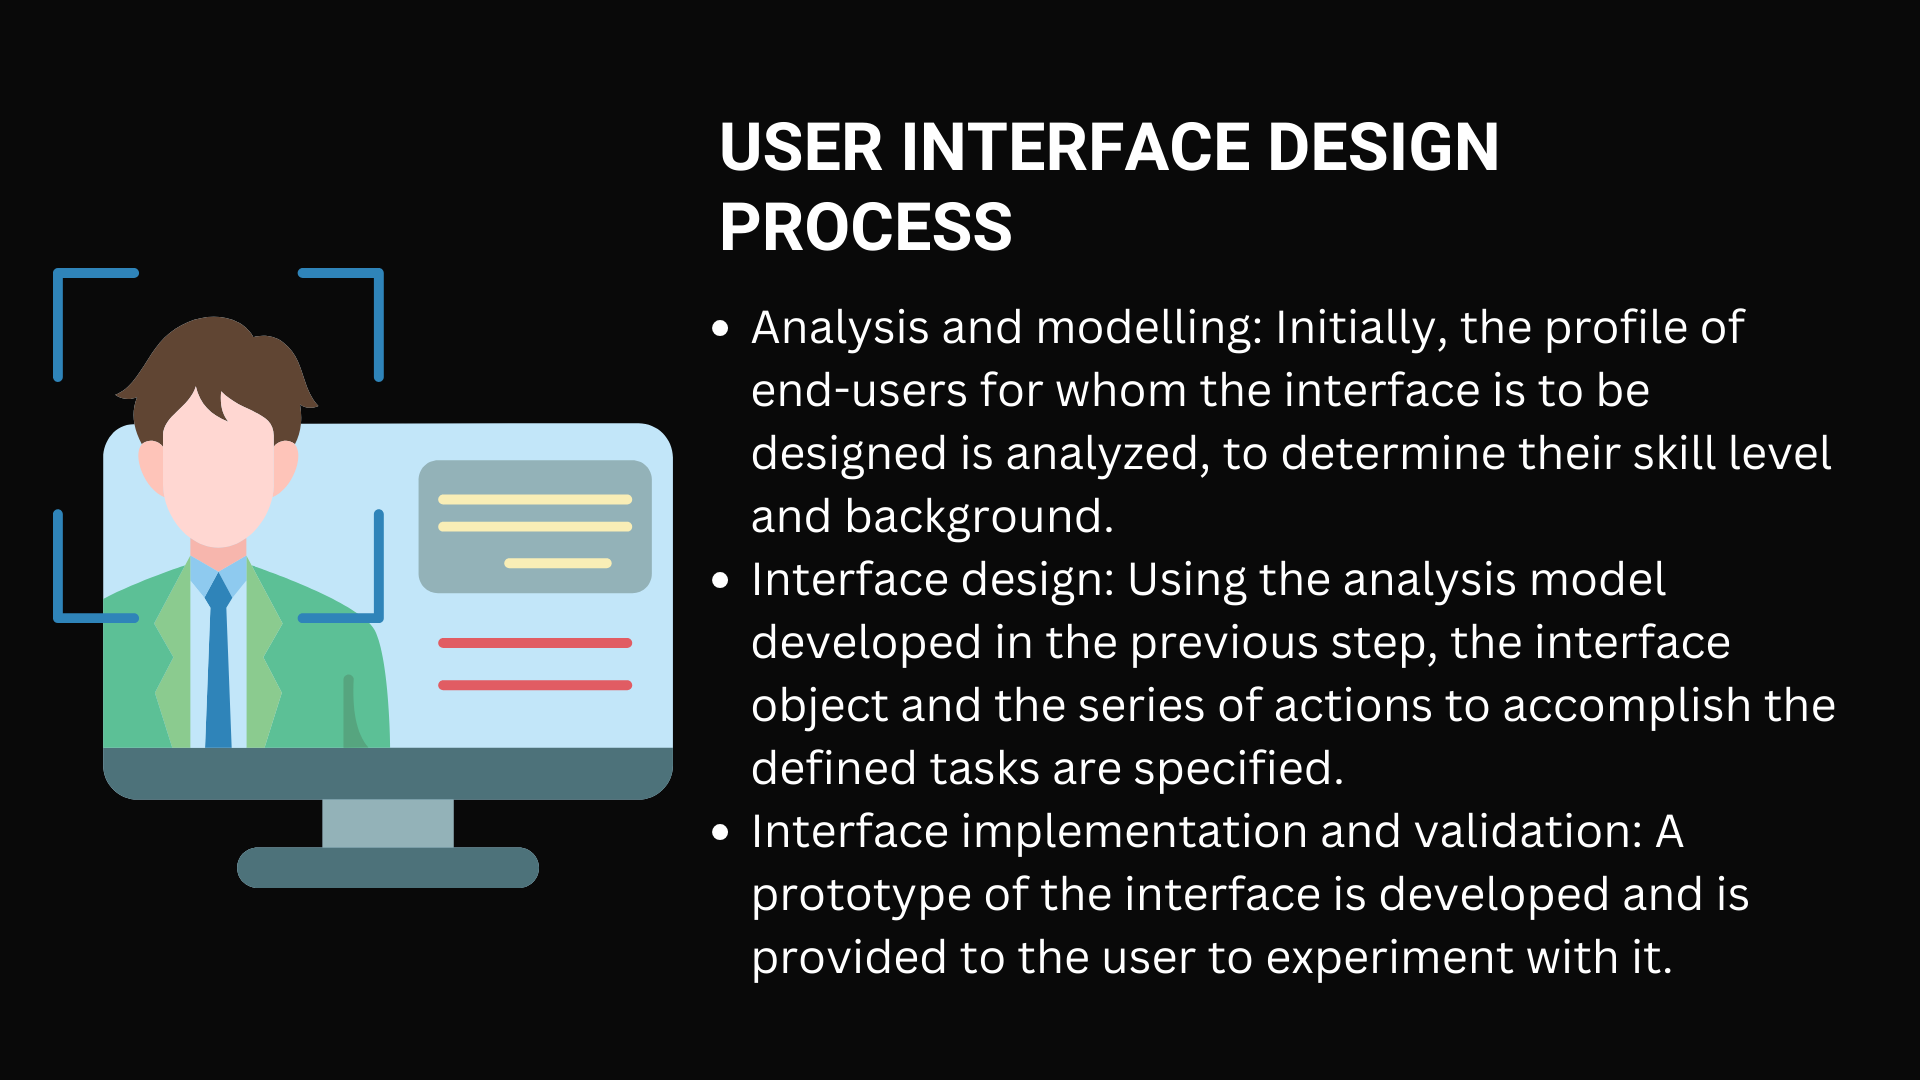 USER INTERFACE DESIGN
PROCESS
• Analysis and modelling: Initially, the profile of
end-users for whom the interface is to be
designed is analyzed, to determine their skill level
and background.
• Interface design: Using the analysis model
developed in the previous step, the interface
object and the series of actions to accomplish the
defined tasks are specified.
• Interface implementation and validation: A
prototype of the interface is developed and is
provided to the user to experiment with it.